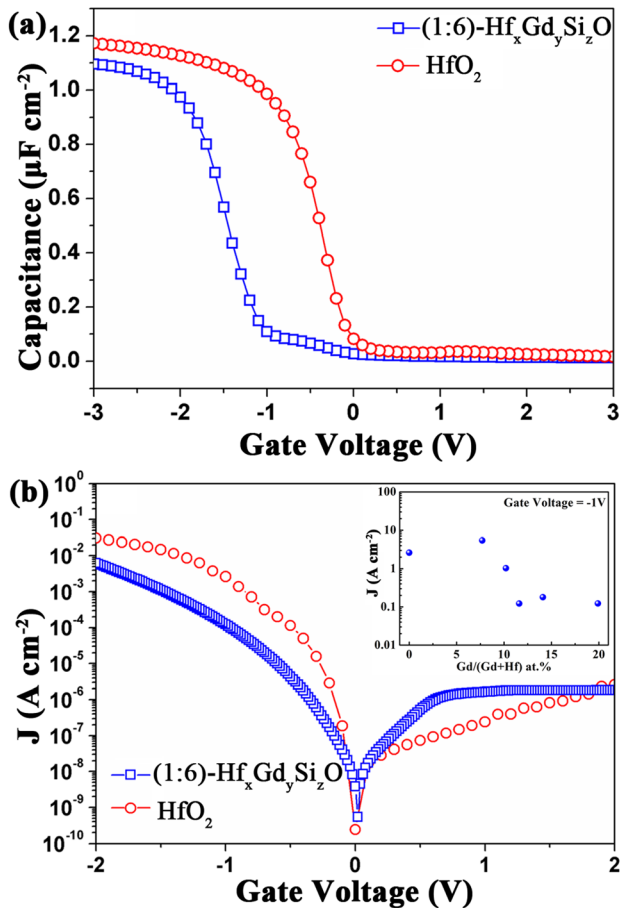 (a)
(1:6)-HfxGdySizO
HfO2
Capacitance (μF cm-2)
1.2
1.0
0.8
0.6
0.4
0.2
0.0
-3 -2 -1 0 1 2 3
Gate Voltage (V)
(b)
J (A cm-2)
10^0
10^-1
10^-2
10^-3
10^-4
10^-5
10^-6
10^-7
10^-8
10^-9
10^-10
Gate Voltage = -1V
J (A cm-2)
100
10
1
0.1
0.01
0 5 10 15 20
Gd/(Gd+Hf) at.%
(1:6)-HfxGdySizO
HfO2
-2 -1 0 1 2
Gate Voltage (V)